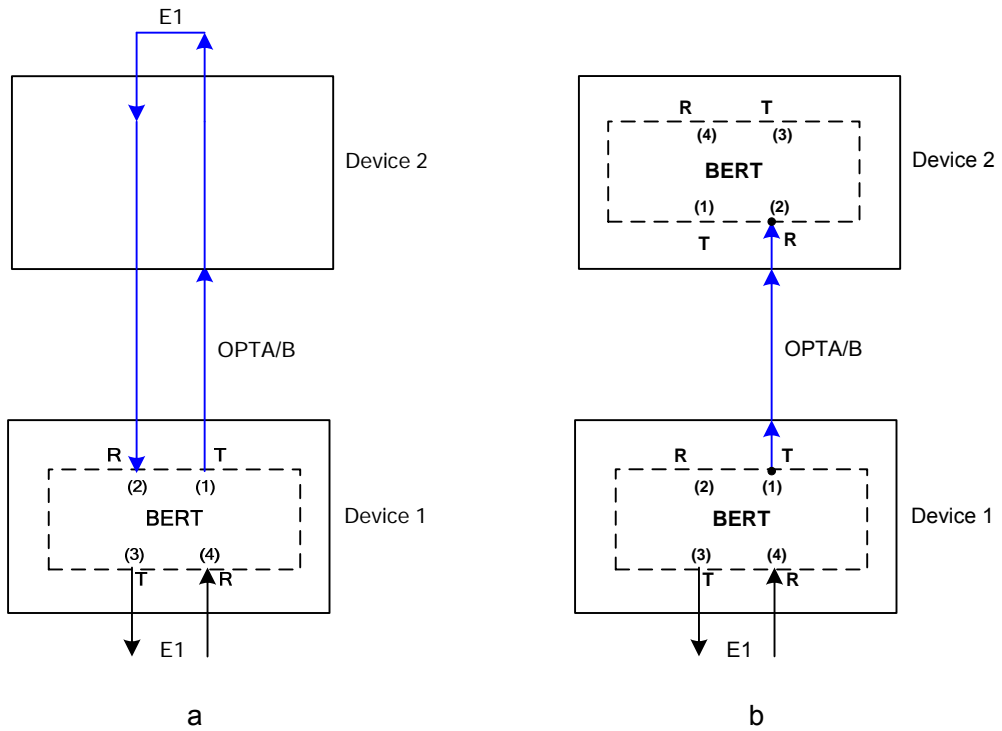 E1
Device 2
OPTA/B
R T
(2) (1)
BERT
Device 1
(3) (4)
T R
E1
a
R T
(4) (3)
BERT
Device 2
(1) (2)
T R
OPTA/B
R T
(2) (1)
BERT
Device 1
(3) (4)
T R
E1
b